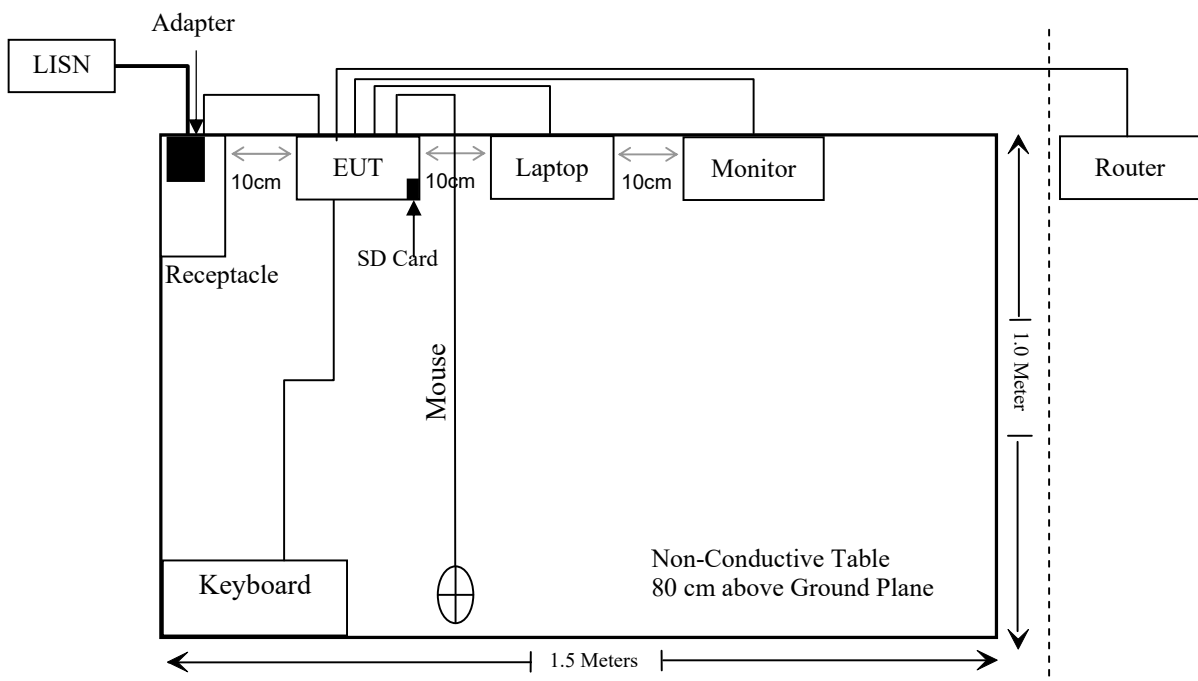 Adapter
LISN
EUT
Laptop
Monitor
Router
10cm
10cm
10cm
SD Card
Receptacle
Mouse
1.0 Meter
Non-Conductive Table
80 cm above Ground Plane
Keyboard
1.5 Meters